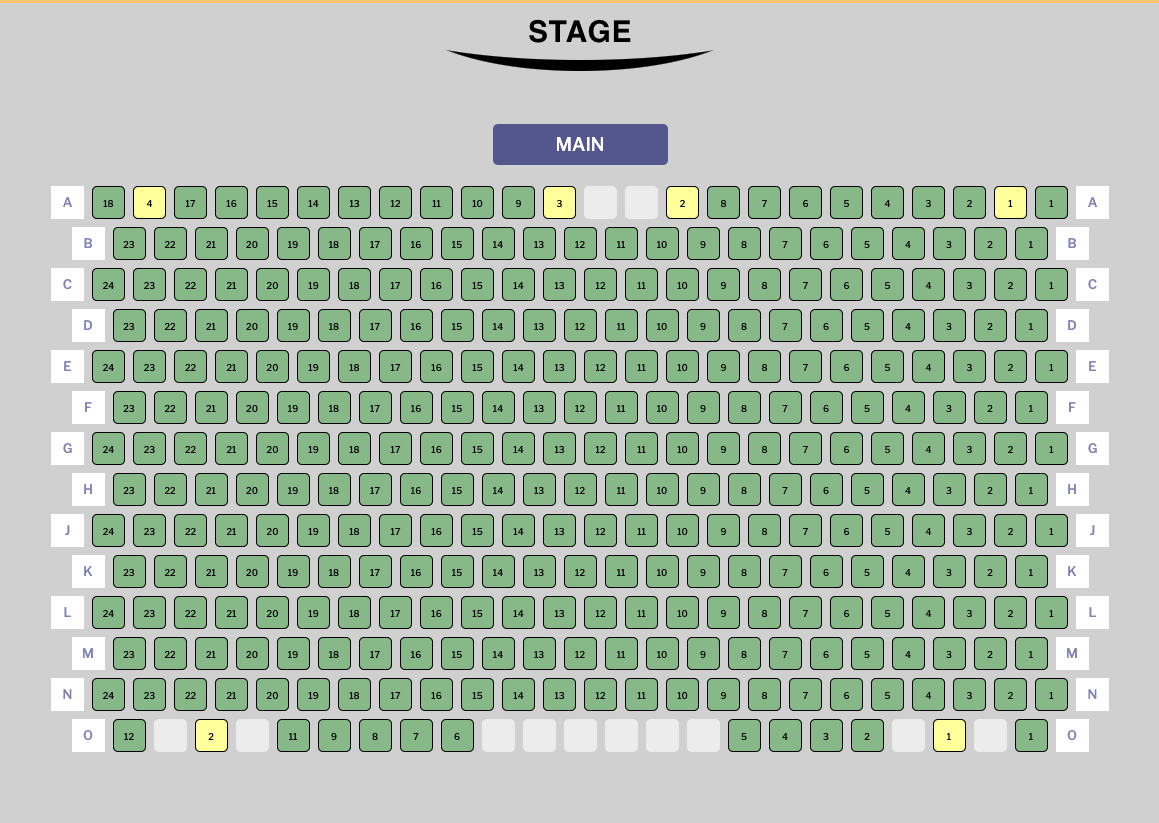 STAGE
MAIN
A 18 4 17 16 15 14 13 12 11 10 9 3 2 8 7 6 5 4 3 2 1 1 A
B 23 22 21 20 19 18 17 16 15 14 13 12 11 10 9 8 7 6 5 4 3 2 1 B
C 24 23 22 21 20 19 18 17 16 15 14 13 12 11 10 9 8 7 6 5 4 3 2 1 C
D 23 22 21 20 19 18 17 16 15 14 13 12 11 10 9 8 7 6 5 4 3 2 1 D
E 24 23 22 21 20 19 18 17 16 15 14 13 12 11 10 9 8 7 6 5 4 3 2 1 E
F 23 22 21 20 19 18 17 16 15 14 13 12 11 10 9 8 7 6 5 4 3 2 1 F
G 24 23 22 21 20 19 18 17 16 15 14 13 12 11 10 9 8 7 6 5 4 3 2 1 G
H 23 22 21 20 19 18 17 16 15 14 13 12 11 10 9 8 7 6 5 4 3 2 1 H
J 24 23 22 21 20 19 18 17 16 15 14 13 12 11 10 9 8 7 6 5 4 3 2 1 J
K 23 22 21 20 19 18 17 16 15 14 13 12 11 10 9 8 7 6 5 4 3 2 1 K
L 24 23 22 21 20 19 18 17 16 15 14 13 12 11 10 9 8 7 6 5 4 3 2 1 L
M 23 22 21 20 19 18 17 16 15 14 13 12 11 10 9 8 7 6 5 4 3 2 1 M
N 24 23 22 21 20 19 18 17 16 15 14 13 12 11 10 9 8 7 6 5 4 3 2 1 N
O 12 2 11 9 8 7 6 5 4 3 2 1 1 O